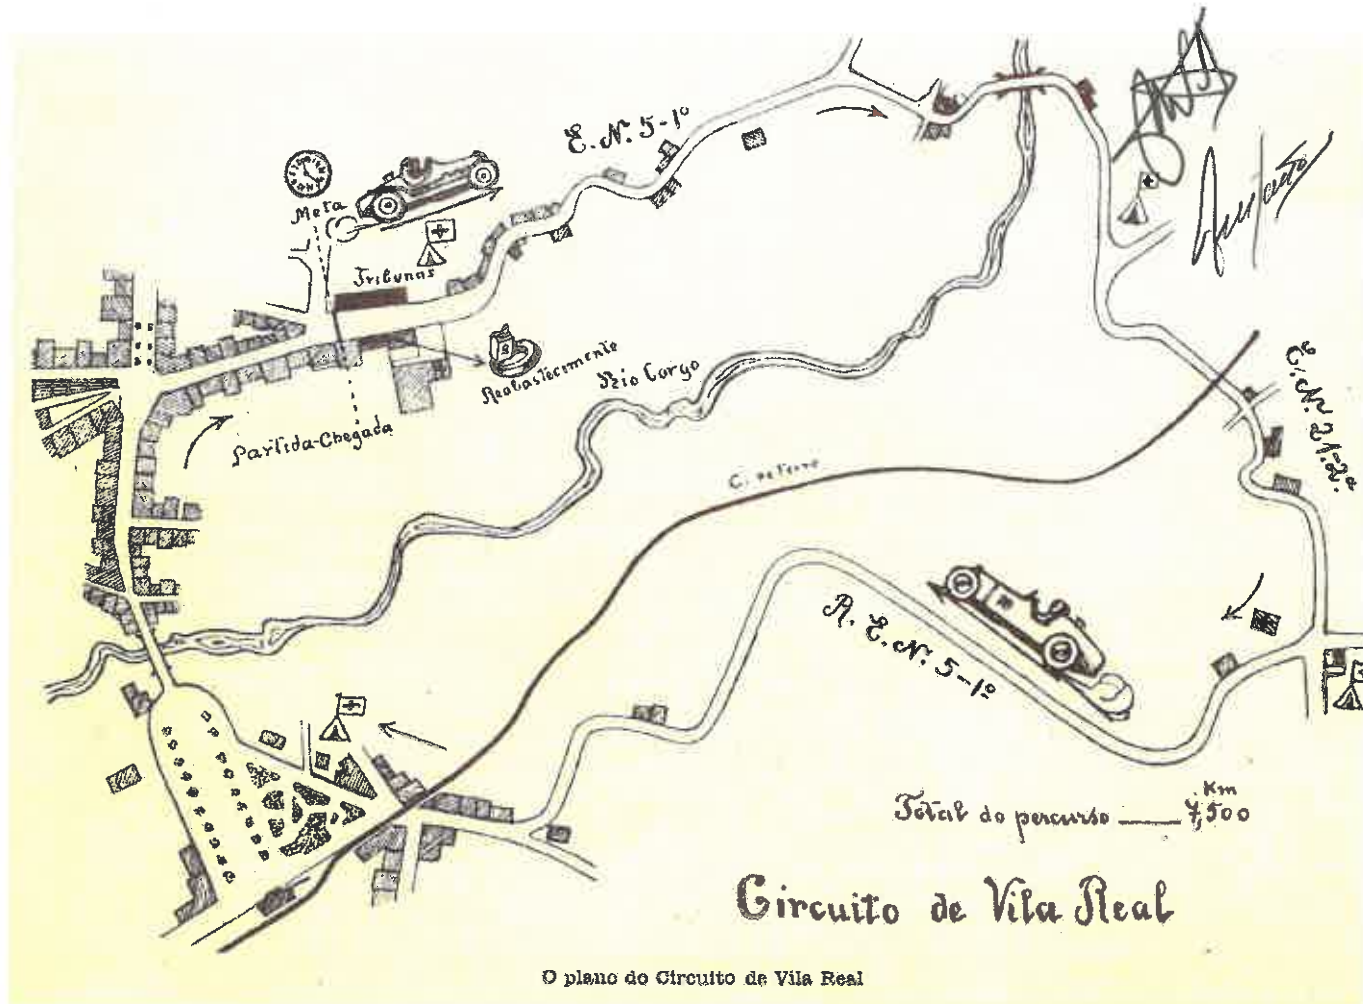 E. N. 5-1º
Meta
Tribunas
Reabastecimento
Partida-Chegada
Rio Corgo
C. de Ferro
E. N. 21-2ª
R. E. N. 5-1º
Total do percurso — 7,500 Km
Circuito de Vila Real
O plano do Circuito de Vila Real